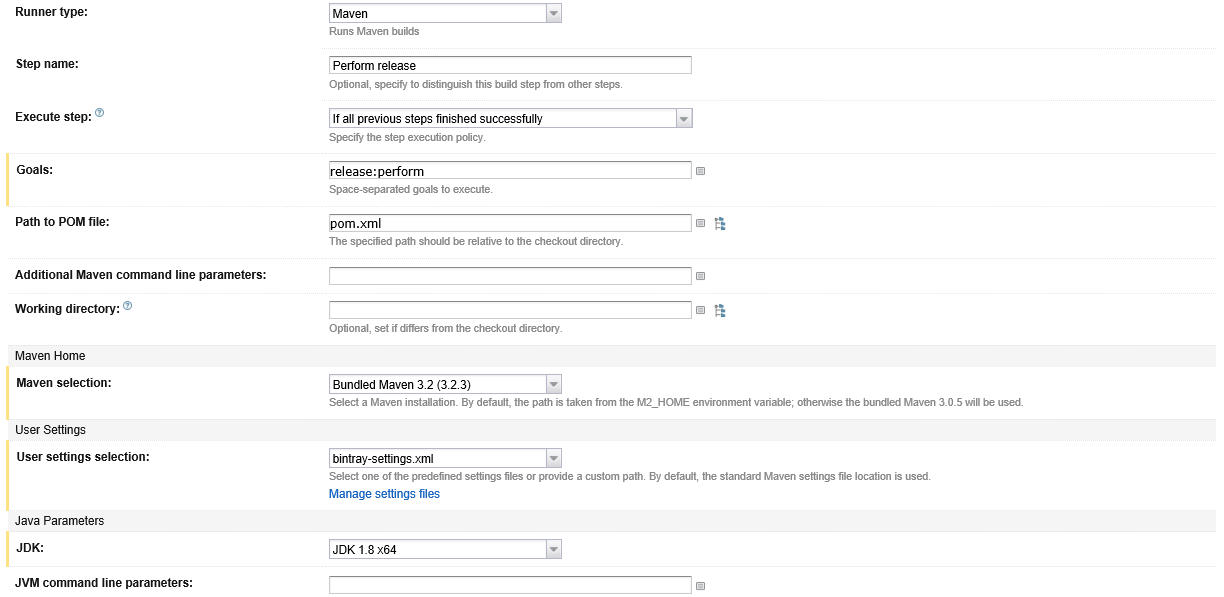 Runner type:
Maven
Runs Maven builds
Step name:
Perform release
Optional, specify to distinguish this build step from other steps.
Execute step: ?
If all previous steps finished successfully
Specify the step execution policy.
Goals:
release:perform
Space-separated goals to execute.
Path to POM file:
pom.xml
The specified path should be relative to the checkout directory.
Additional Maven command line parameters:
Working directory: ?
Optional, set if differs from the checkout directory.
Maven Home
Maven selection:
Bundled Maven 3.2 (3.2.3)
Select a Maven installation. By default, the path is taken from the M2_HOME environment variable; otherwise the bundled Maven 3.0.5 will be used.
User Settings
User settings selection:
bintray-settings.xml
Select one of the predefined settings files or provide a custom path. By default, the standard Maven settings file location is used.
Manage settings files
Java Parameters
JDK:
JDK 1.8 x64
JVM command line parameters: